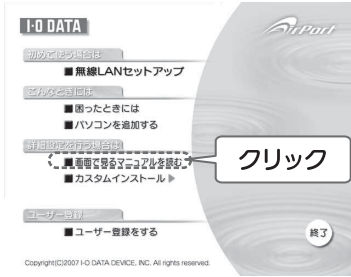 I-O DATA
AirPort
初めて使う場合は
■無線LANセットアップ
こんなときには
■困ったときには
■パソコンを追加する
詳細設定を行う場合は
■画面で見るマニュアルを読む
クリック
■カスタムインストール▶
ユーザー登録
■ユーザー登録をする
終了
Copyright(C)2007 I-O DATA DEVICE, INC. All rights reserved.